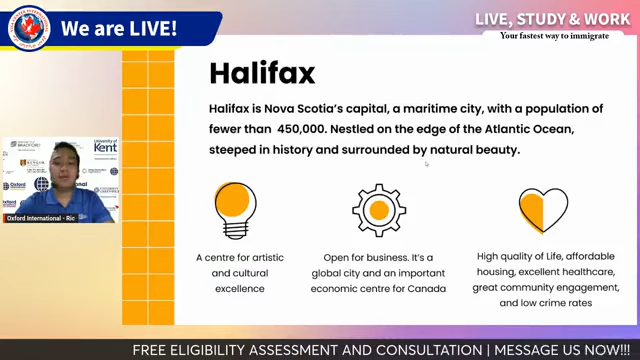 We are LIVE!
LIVE, STUDY & WORK
Your fastest way to immigrate
Halifax
Halifax is Nova Scotia's capital, a maritime city, with a population of
fewer than 450,000. Nestled on the edge of the Atlantic Ocean,
steeped in history and surrounded by natural beauty.
A centre for artistic
and cultural
excellence
Open for business. It's a
global city and an important
economic centre for Canada
High quality of Life, affordable
housing, excellent healthcare,
great community engagement,
and low crime rates
University of
Kent
Oxford International - Ric
FREE ELIGIBILITY ASSESSMENT AND CONSULTATION | MESSAGE US NOW!!!